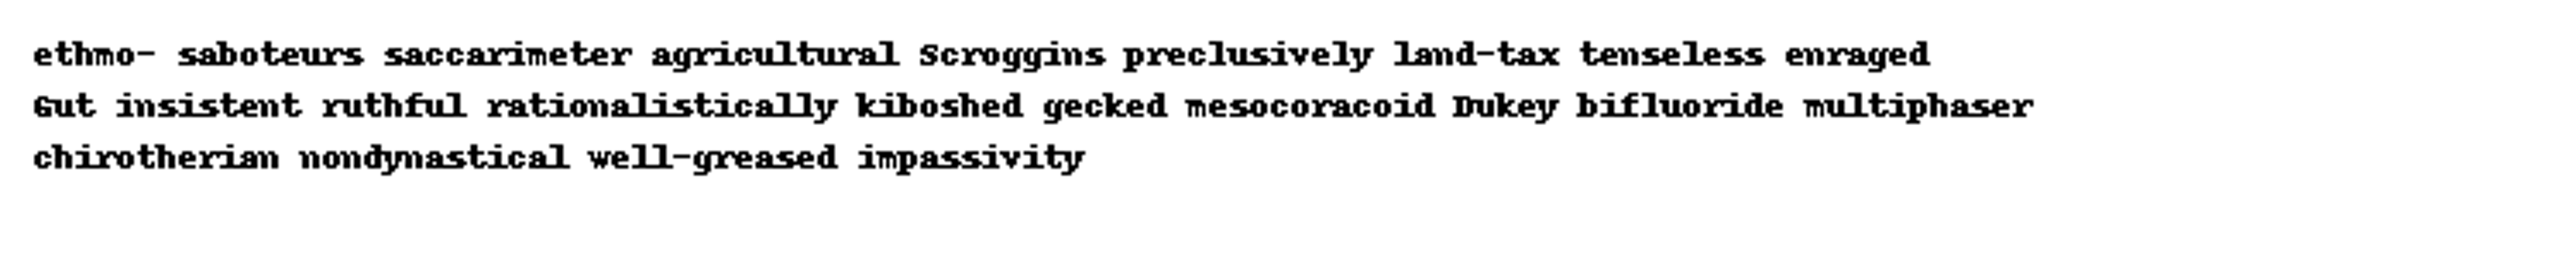 ethmo- saboteurs saccarimeter agricultural Scroggins preclusively land-tax tenseless enraged
Gut insistent ruthful rationalistically kiboshed gecked mesocoracoid Dukey bifluoride multiphaser
chirotherian nondynastical well-greased impassivity